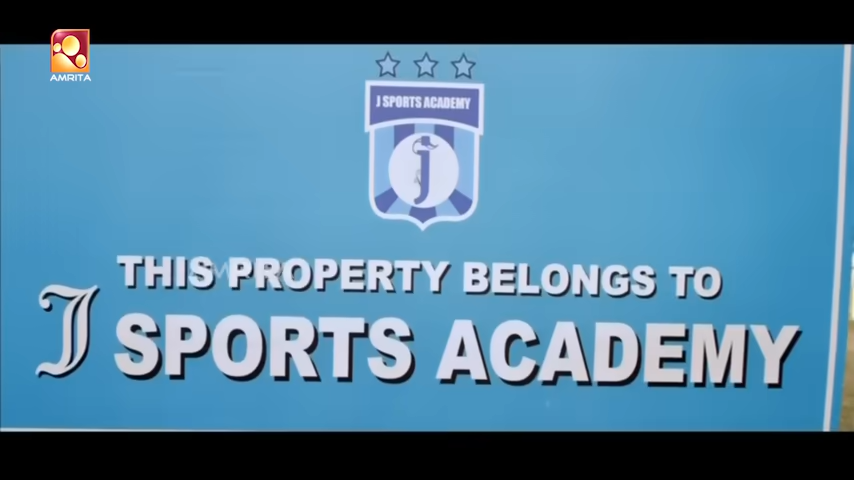 AMRITA
J SPORTS ACADEMY
J
THIS PROPERTY BELONGS TO
J SPORTS ACADEMY